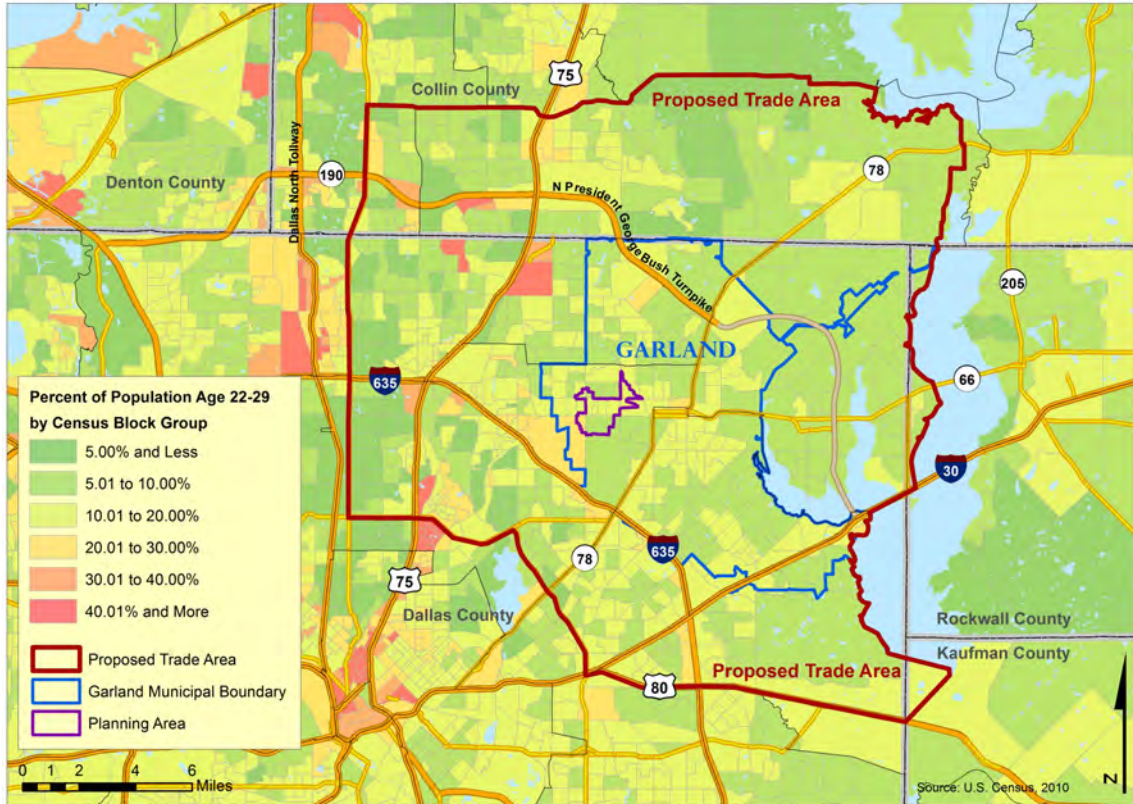 75
Collin County
Proposed Trade Area
Dallas North Tollway
190
Denton County
78
N President George Bush Turnpike
205
GARLAND
635
66
30
Percent of Population Age 22-29
by Census Block Group
5.00% and Less
5.01 to 10.00%
10.01 to 20.00%
20.01 to 30.00%
30.01 to 40.00%
40.01% and More
Proposed Trade Area
Garland Municipal Boundary
Planning Area
78
635
75
Dallas County
Rockwall County
Kaufman County
Proposed Trade Area
80
0 1 2 4 6
Miles
N
Source: U.S. Census, 2010